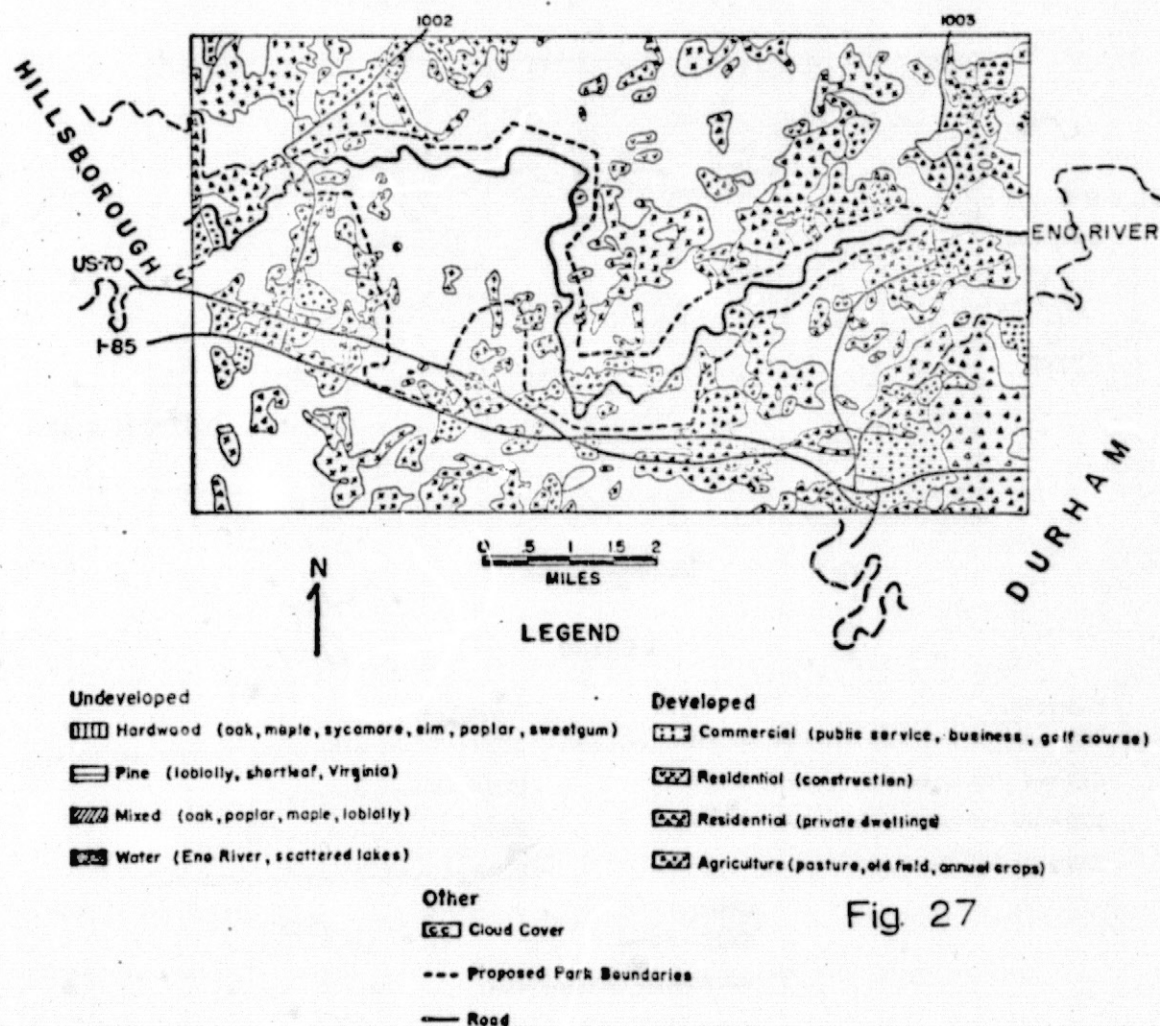 1002
1003
HILLSBOROUGH
ENO RIVER
US-70
I-85
DURHAM
0 .5 1 1.5 2
MILES
N
LEGEND
Undeveloped
Hardwood (oak, maple, sycamore, elm, poplar, sweetgum)
Pine (loblolly, shortleaf, Virginia)
Mixed (oak, poplar, maple, loblolly)
Water (Eno River, scattered lakes)
Developed
Commercial (public service, business, golf course)
Residential (construction)
Residential (private dwellings)
Agriculture (pasture, old field, annual crops)
Other
CC Cloud Cover
Proposed Park Boundaries
Road
Fig. 27